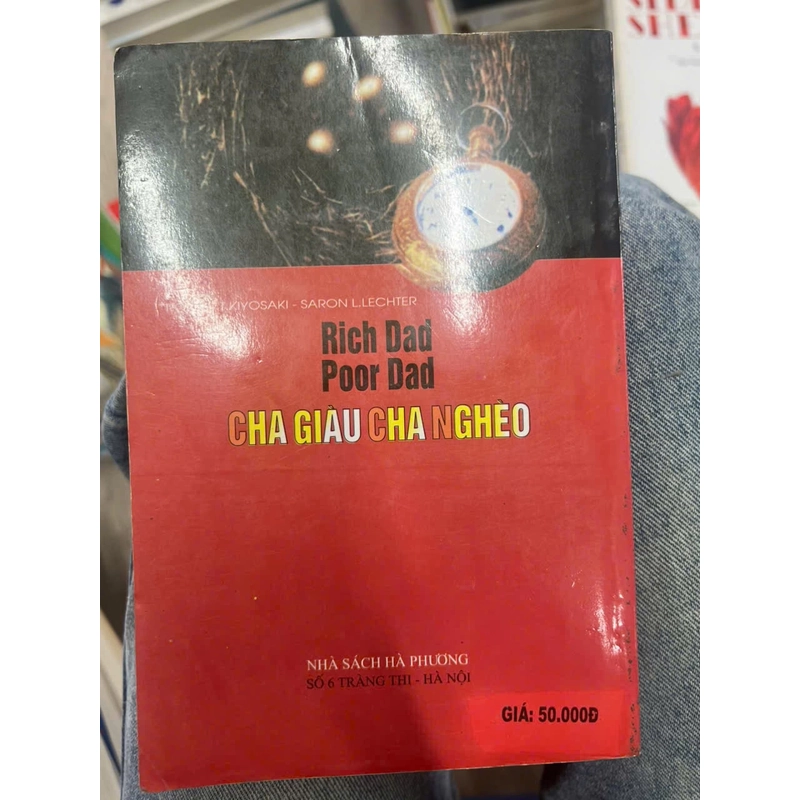 KIYOSAKI - SARON L.LECHTER
Rich Dad
Poor Dad
CHA GIÀU CHA NGHÈO
NHÀ SÁCH HÀ PHƯƠNG
SỐ 6 TRÀNG THI - HÀ NỘI
GIÁ: 50.000Đ